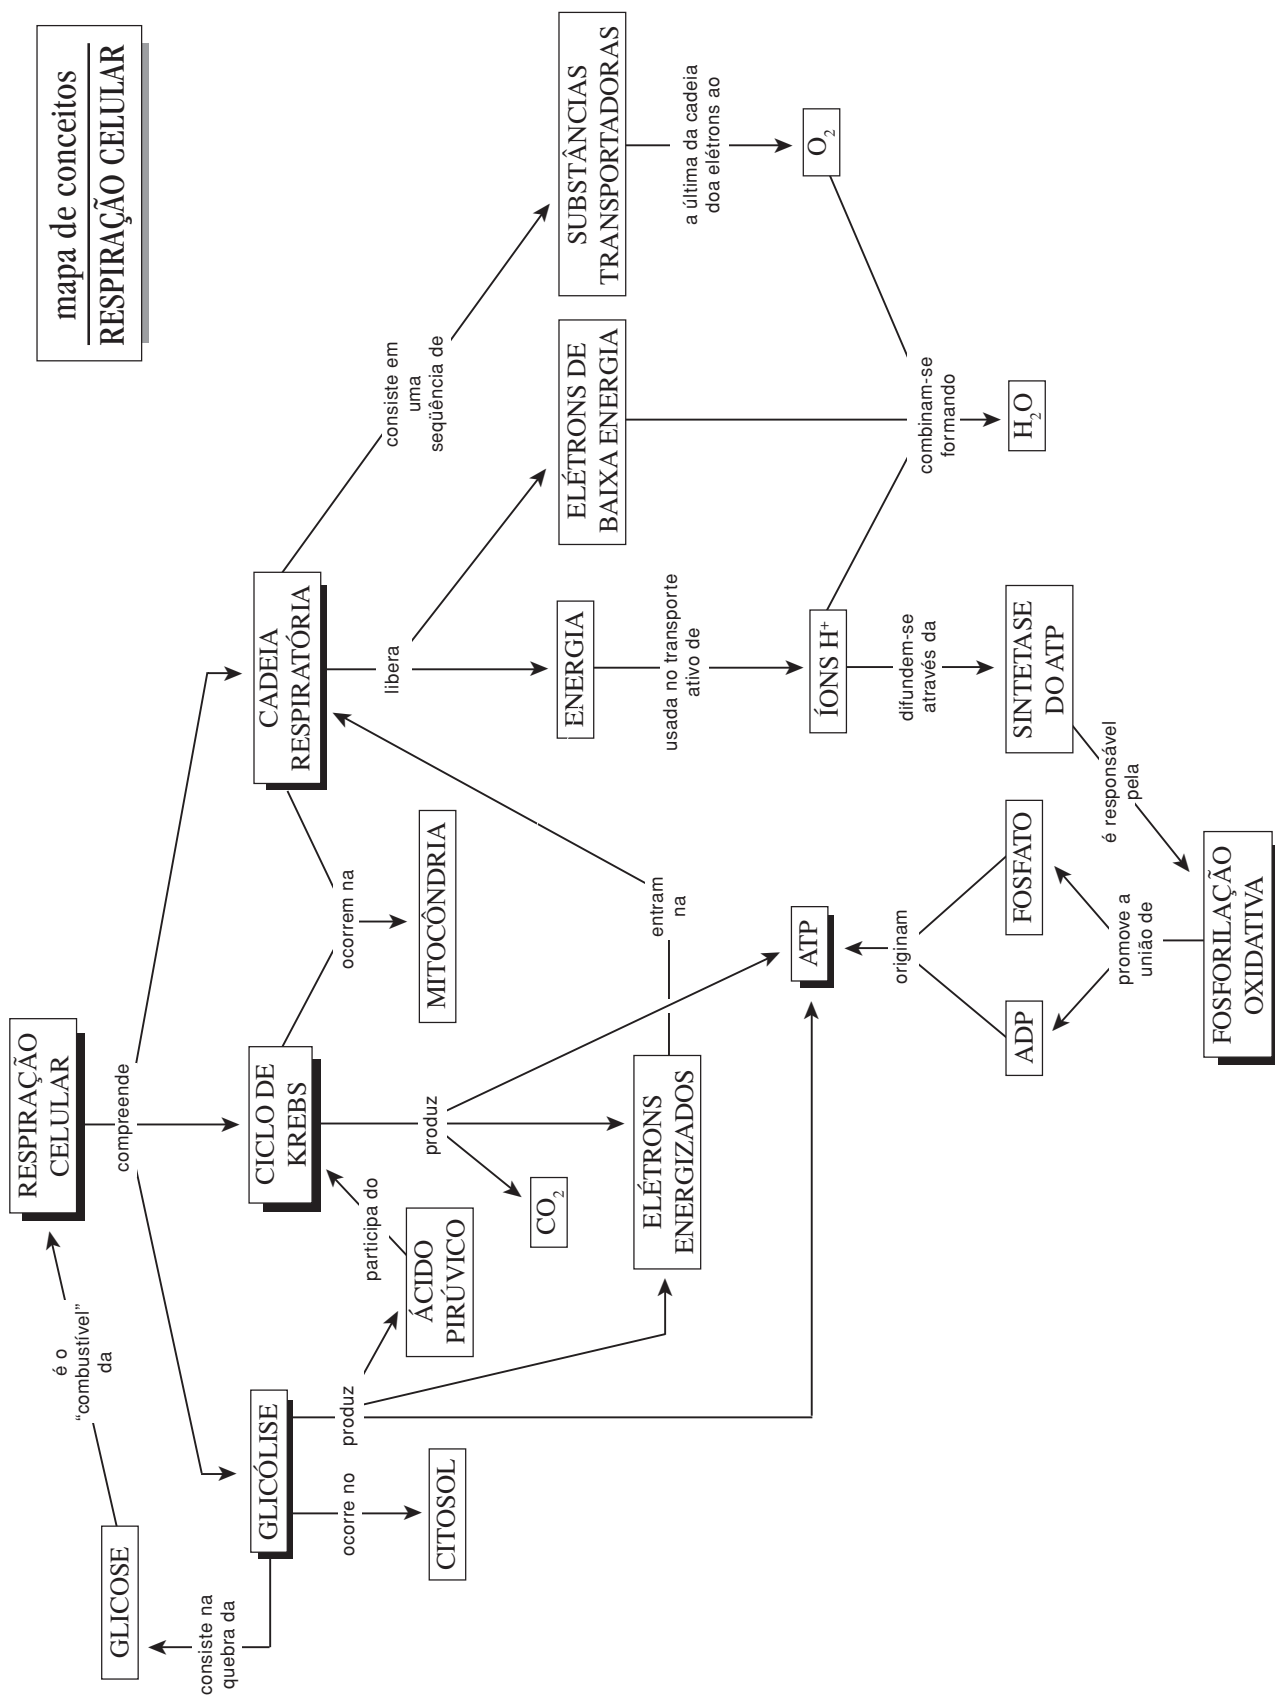 mapa de conceitos
RESPIRAÇÃO CELULAR
RESPIRAÇÃO
CELULAR
é o
“combustível”
da
GLICOSE
consiste na
quebra da
compreende
GLICÓLISE
ocorre no
CITOSOL
produz
ÁCIDO
PIRÚVICO
participa do
CICLO DE
KREBS
produz
CO₂
ELÉTRONS
ENERGIZADOS
entram
na
ocorrem na
MITOCÔNDRIA
CADEIA
RESPIRATÓRIA
consiste em
uma
seqüência de
SUBSTÂNCIAS
TRANSPORTADORAS
a última da cadeia
doa elétrons ao
O₂
libera
ELÉTRONS DE
BAIXA ENERGIA
ENERGIA
usada no transporte
ativo de
ÍONS H⁺
combinam-se
formando
H₂O
difundem-se
através da
SINTETASE
DO ATP
é responsável
pela
FOSFORILAÇÃO
OXIDATIVA
promove a
união de
ADP
FOSFATO
originam
ATP